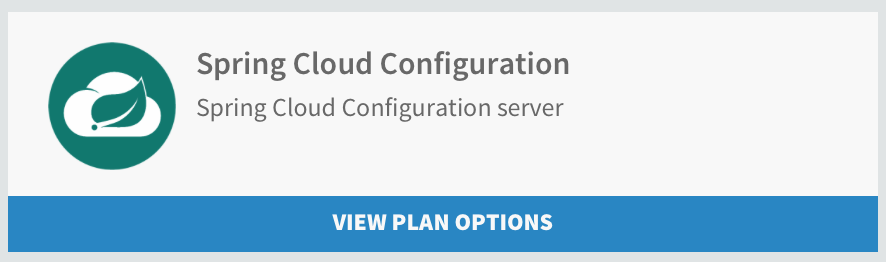 Spring Cloud Configuration
Spring Cloud Configuration server
VIEW PLAN OPTIONS